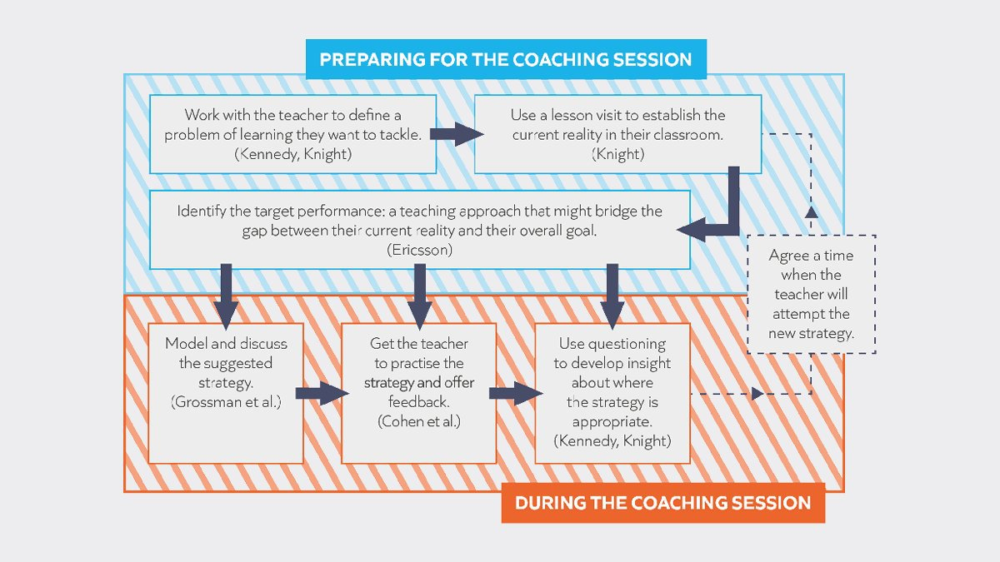 PREPARING FOR THE COACHING SESSION
Work with the teacher to define a
problem of learning they want to tackle.
(Kennedy, Knight)
Use a lesson visit to establish the
current reality in their classroom.
(Knight)
Identify the target performance: a teaching approach that might bridge the
gap between their current reality and their overall goal.
(Ericsson)
Agree a time
when the
teacher will
attempt the
new strategy.
Model and discuss
the suggested
strategy.
(Grossman et al.)
Get the teacher
to practise the
strategy and offer
feedback.
(Cohen et al.)
Use questioning
to develop insight
about where
the strategy is
appropriate.
(Kennedy, Knight)
DURING THE COACHING SESSION